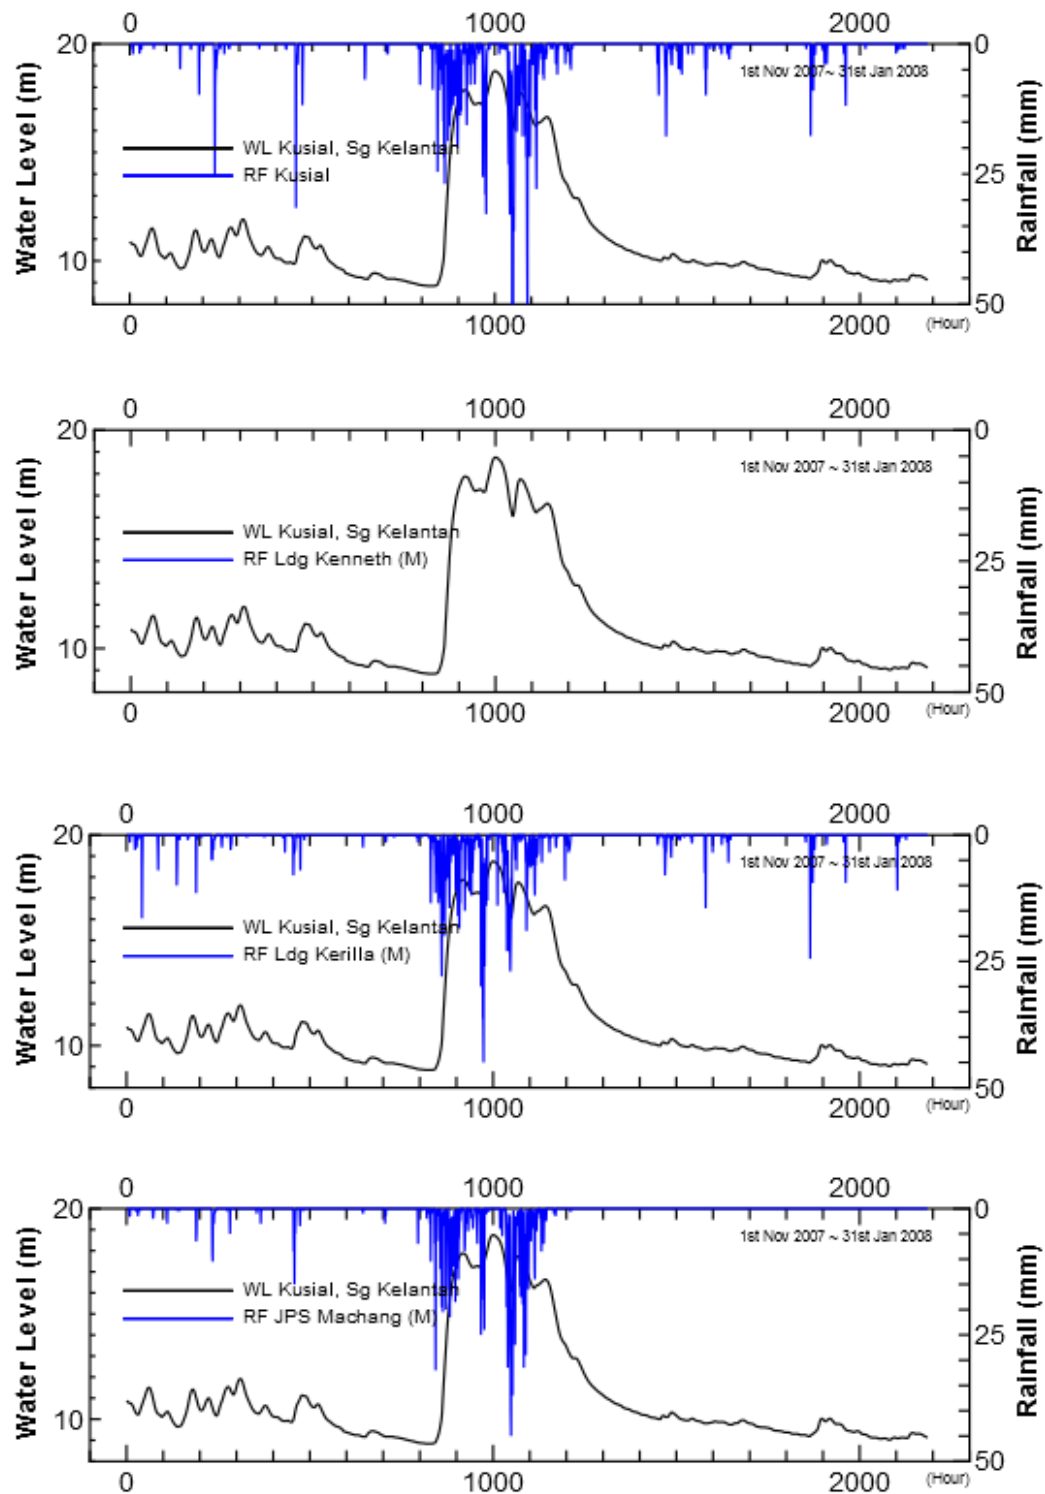 0 1000 2000
20 0
1st Nov 2007~ 31st Jan 2008
WL Kusial, Sg Kelantan
RF Kusial
25
10
50
0 1000 2000 (Hour)
Water Level (m)
Rainfall (mm)
0 1000 2000
20 0
1st Nov 2007 ~ 31st Jan 2008
WL Kusial, Sg Kelantan
RF Ldg Kenneth (M)
25
10
50
0 1000 2000 (Hour)
Water Level (m)
Rainfall (mm)
0 1000 2000
20 0
1st Nov 2007 ~ 31st Jan 2008
WL Kusial, Sg Kelantan
RF Ldg Kerilla (M)
25
10
50
0 1000 2000 (Hour)
Water Level (m)
Rainfall (mm)
0 1000 2000
20 0
1st Nov 2007 ~ 31st Jan 2008
WL Kusial, Sg Kelantan
RF JPS Machang (M)
25
10
50
0 1000 2000 (Hour)
Water Level (m)
Rainfall (mm)